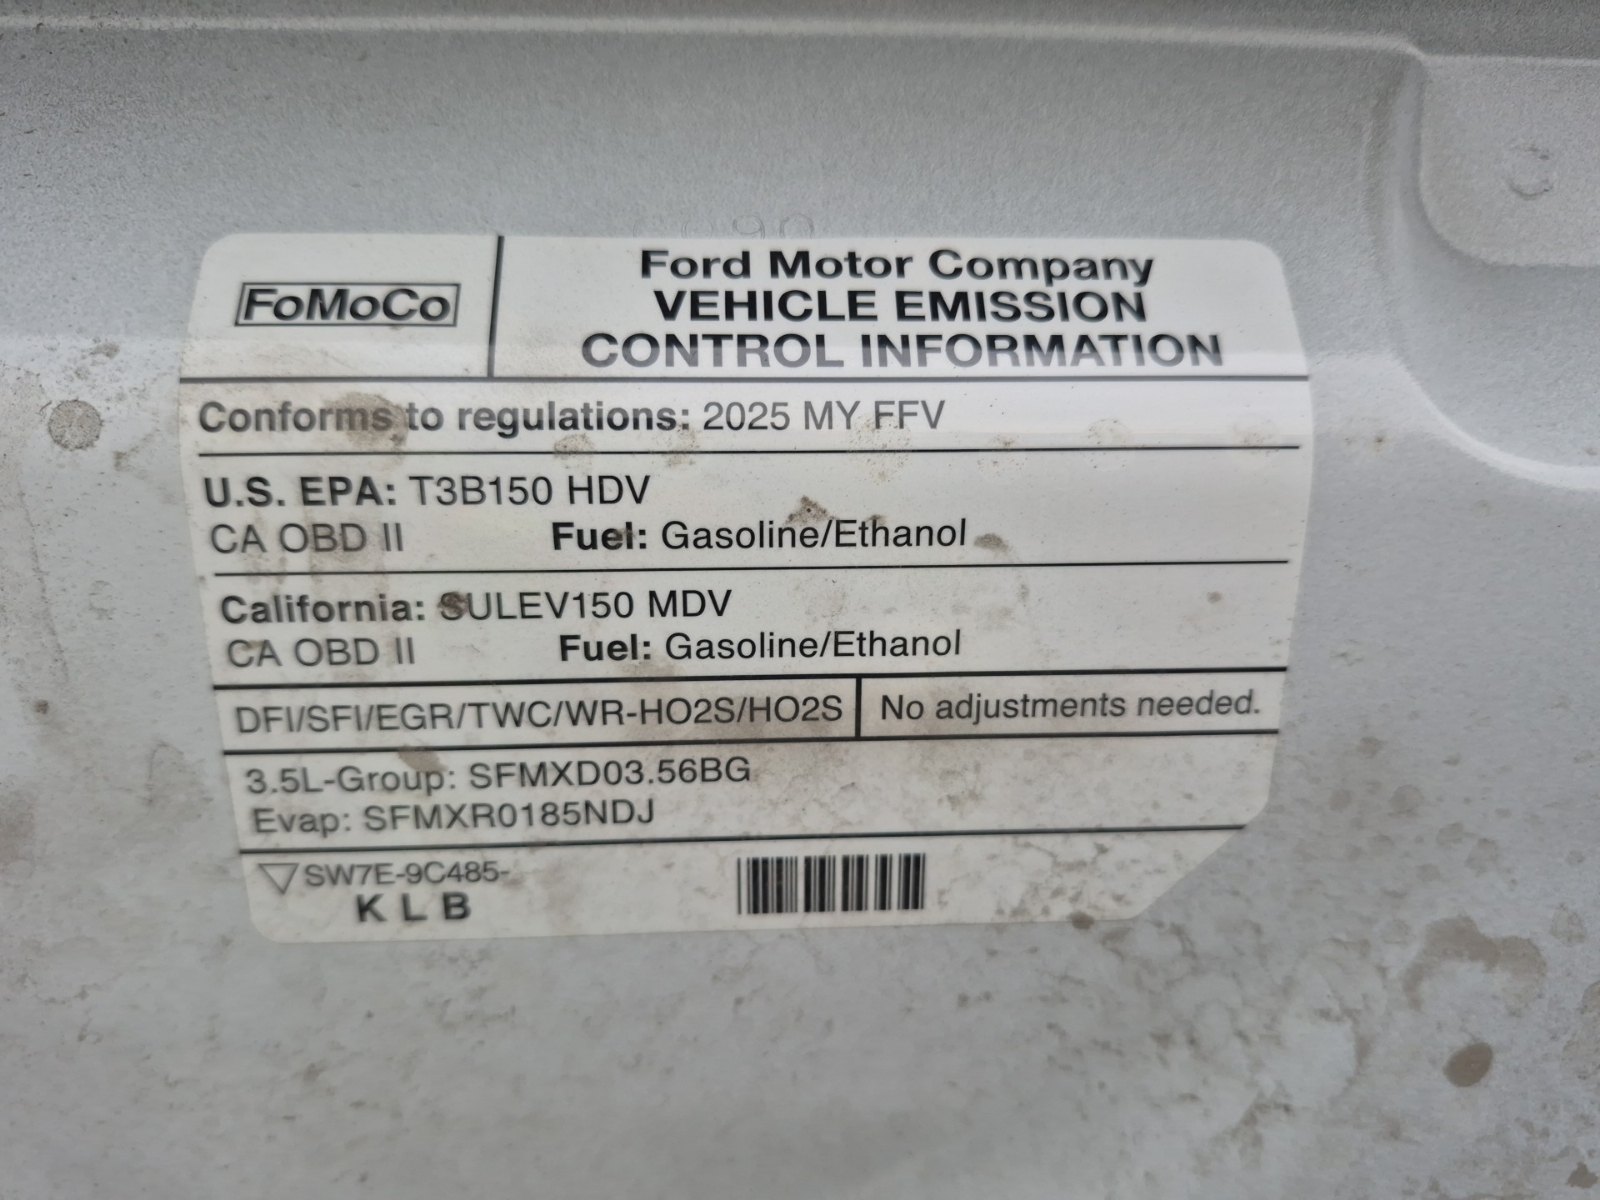 FoMoCo
Ford Motor Company
VEHICLE EMISSION
CONTROL INFORMATION
Conforms to regulations: 2025 MY FFV
U.S. EPA: T3B150 HDV
CA OBD II Fuel: Gasoline/Ethanol
California: SULEV150 MDV
CA OBD II Fuel: Gasoline/Ethanol
DFI/SFI/EGR/TWC/WR-HO2S/HO2S No adjustments needed.
3.5L-Group: SFMXD03.56BG
Evap: SFMXR0185NDJ
SW7E-9C485-
K L B